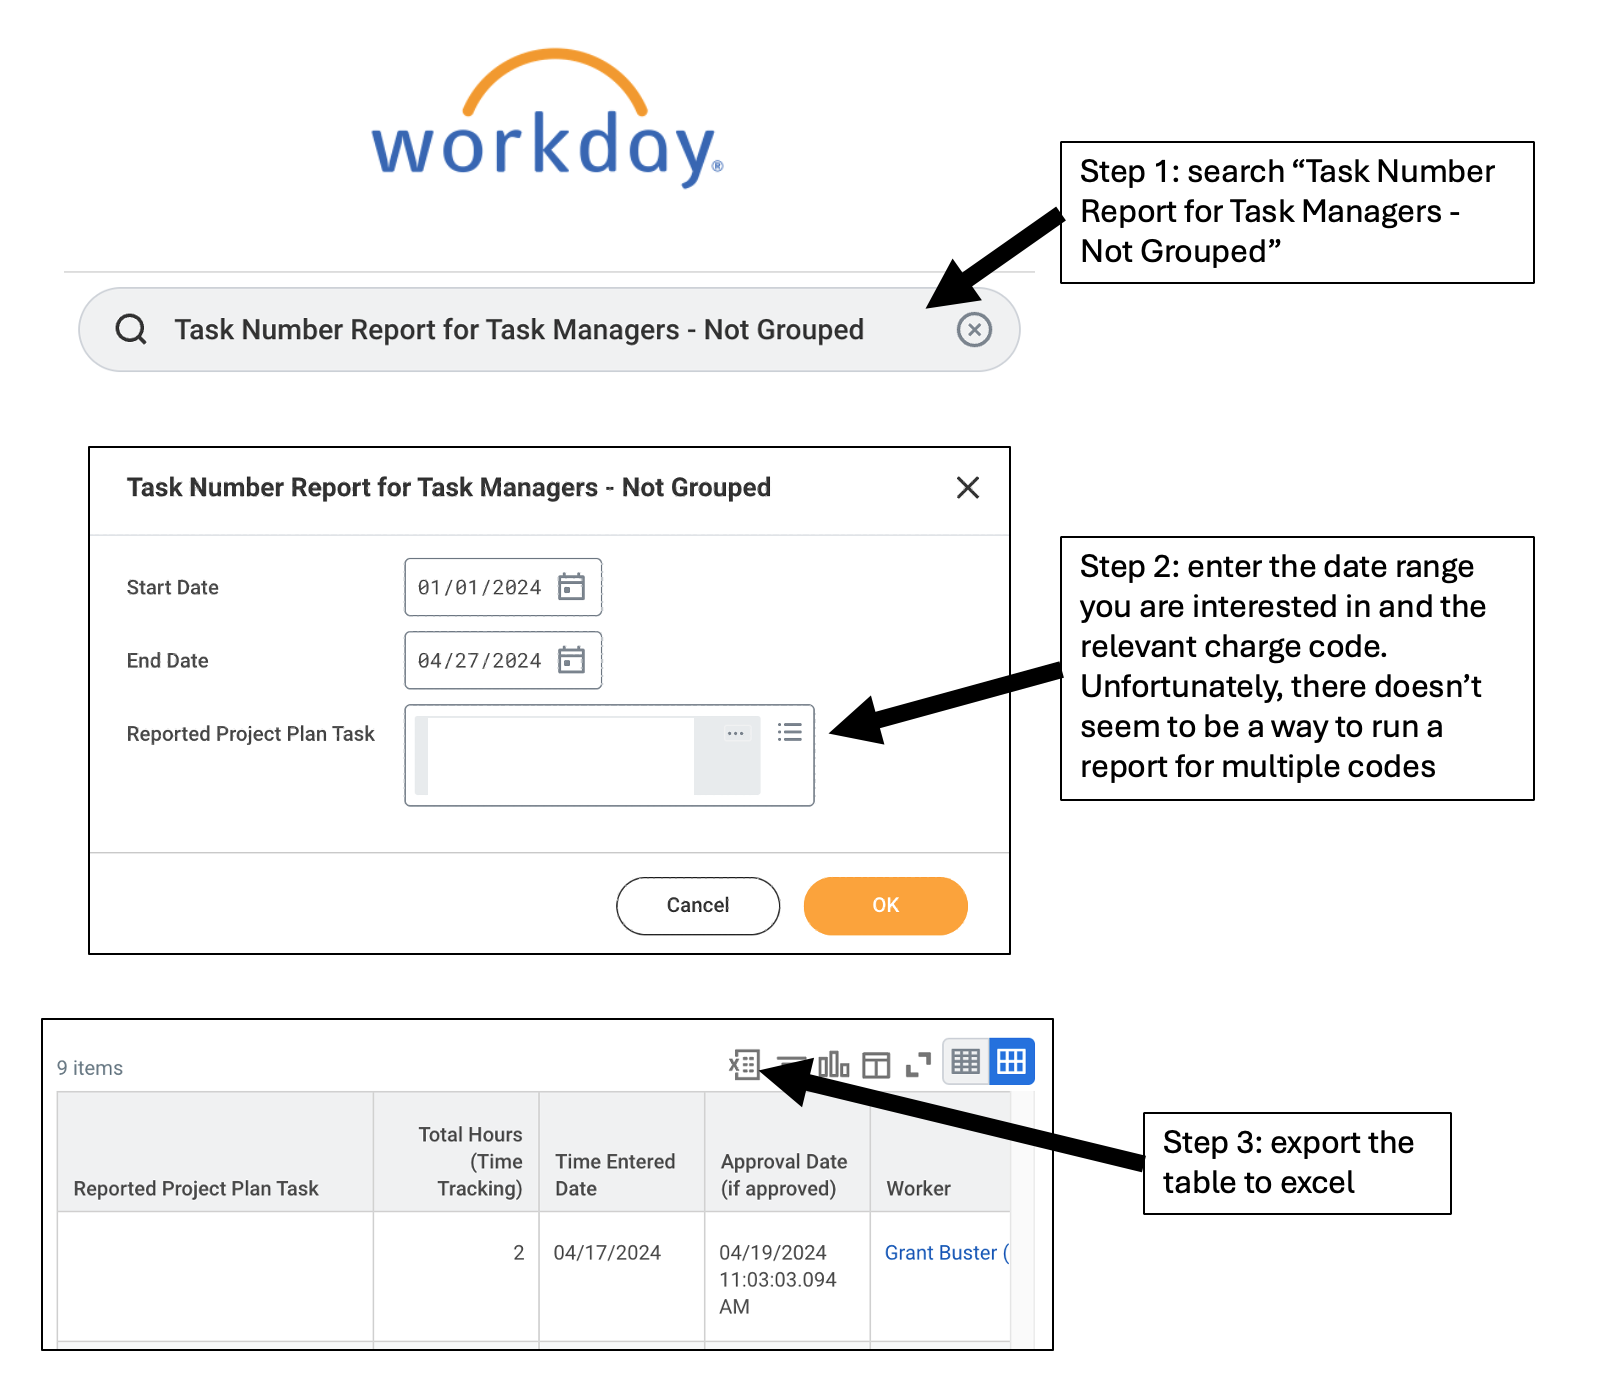 workday®
Step 1: search “Task Number
Report for Task Managers -
Not Grouped”
Task Number Report for Task Managers - Not Grouped
Task Number Report for Task Managers - Not Grouped
Start Date
01/01/2024
End Date
04/27/2024
Reported Project Plan Task
Cancel
OK
Step 2: enter the date range
you are interested in and the
relevant charge code.
Unfortunately, there doesn’t
seem to be a way to run a
report for multiple codes
9 items
Reported Project Plan Task
Total Hours
(Time
Tracking)
Time Entered
Date
Approval Date
(if approved)
Worker
2
04/17/2024
04/19/2024
11:03:03.094
AM
Grant Buster (
Step 3: export the
table to excel